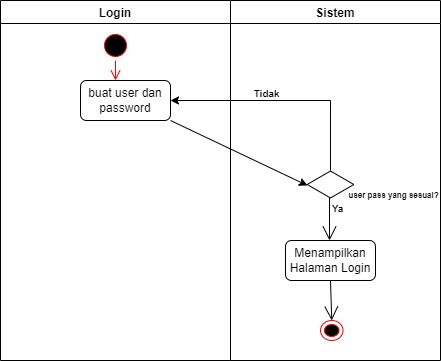 Login
Sistem
buat user dan
password
Tidak
user pass yang sesuai?
Ya
Menampilkan
Halaman Login